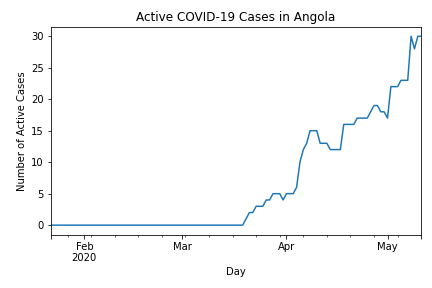 Active COVID-19 Cases in Angola
Number of Active Cases
30
25
20
15
10
5
0
Feb Mar Apr May
2020
Day